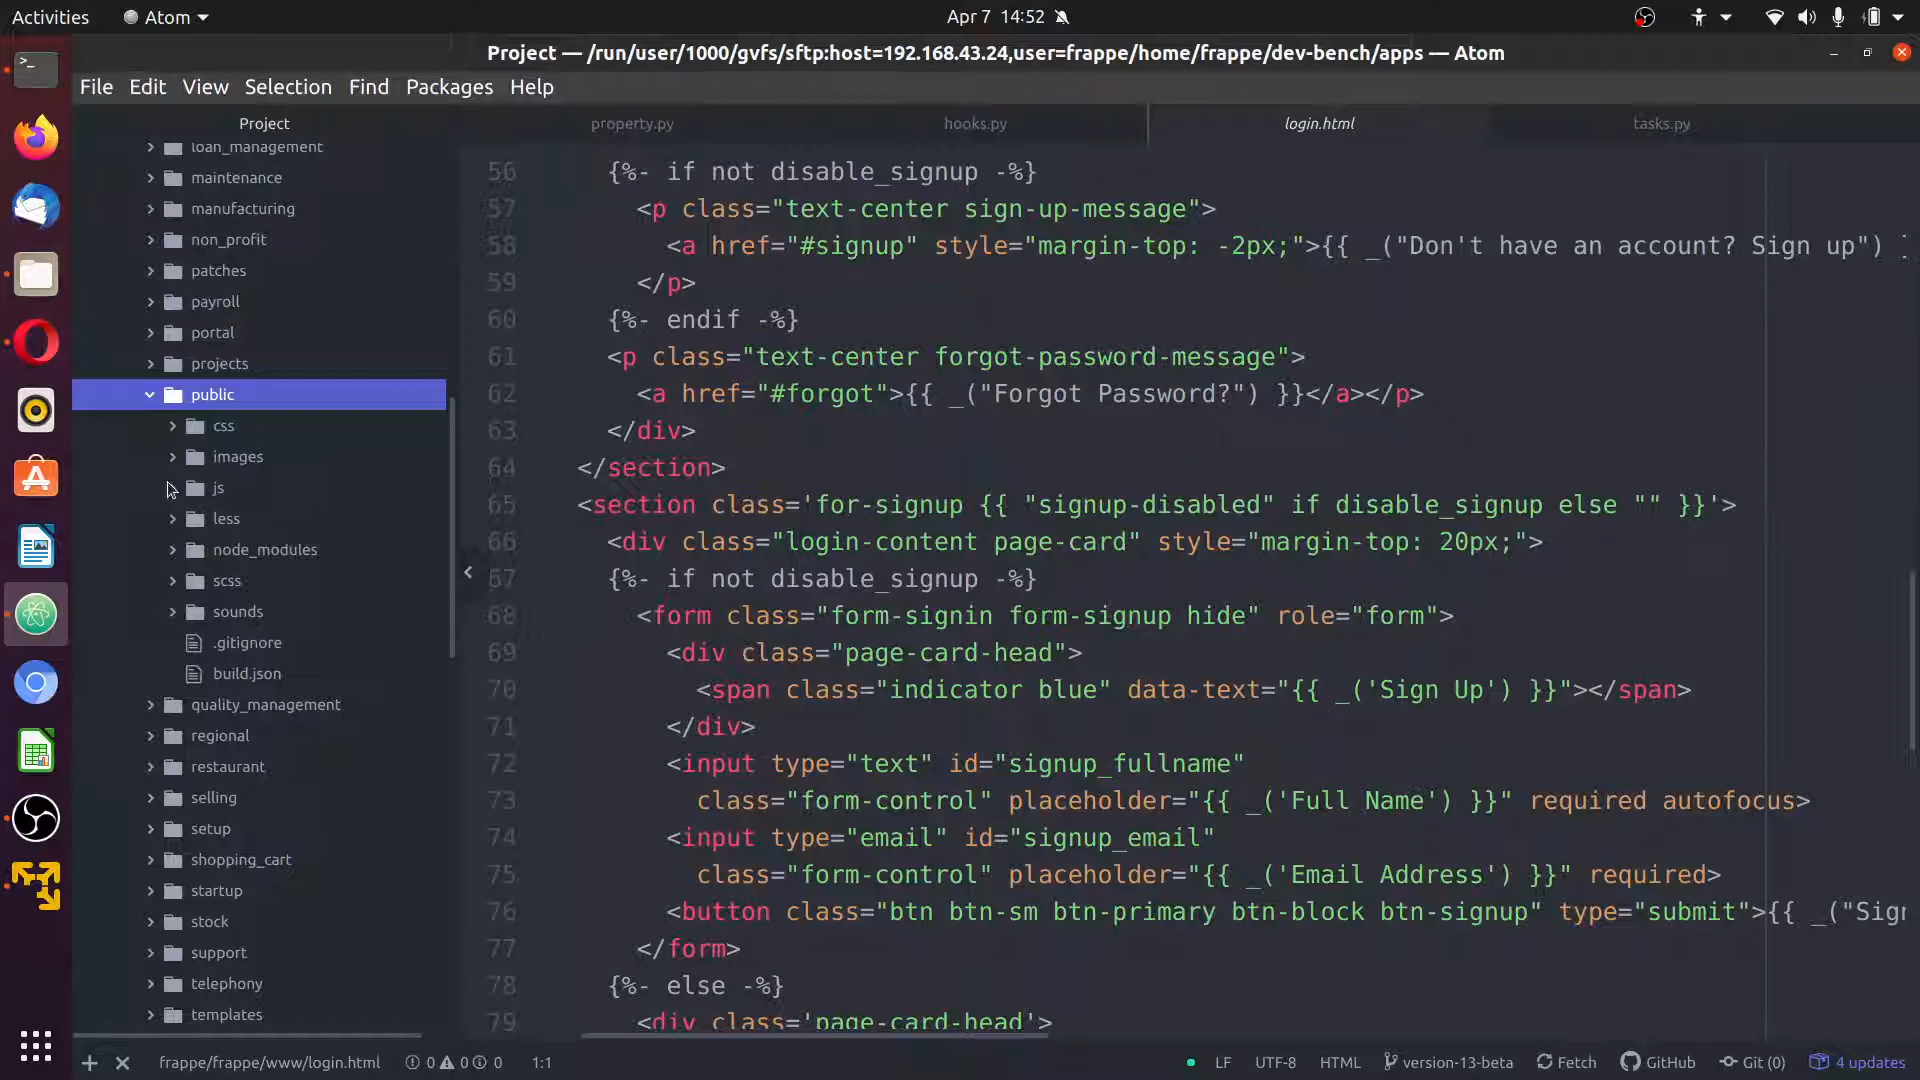 Activities
Atom
Apr 7 14:52
Project — /run/user/1000/gvfs/sftp:host=192.168.43.24,user=frappe/home/frappe/dev-bench/apps — Atom
File Edit View Selection Find Packages Help
Project
property.py
hooks.py
login.html
tasks.py
loan_management
maintenance
manufacturing
non_profit
patches
payroll
portal
projects
public
css
images
js
less
node_modules
scss
sounds
.gitignore
build.json
quality_management
regional
restaurant
selling
setup
shopping_cart
startup
stock
support
telephony
templates
56 {%- if not disable_signup -%}
57 <p class="text-center sign-up-message">
58 <a href="#signup" style="margin-top: -2px;">{{ _("Don't have an account? Sign up")
59 </p>
60 {%- endif -%}
61 <p class="text-center forgot-password-message">
62 <a href="#forgot">{{ _("Forgot Password?") }}</a></p>
63 </div>
64 </section>
65 <section class='for-signup {{ "signup-disabled" if disable_signup else "" }}'>
66 <div class="login-content page-card" style="margin-top: 20px;">
67 {%- if not disable_signup -%}
68 <form class="form-signin form-signup hide" role="form">
69 <div class="page-card-head">
70 <span class="indicator blue" data-text="{{ _('Sign Up') }}"></span>
71 </div>
72 <input type="text" id="signup_fullname"
73 class="form-control" placeholder="{{ _('Full Name') }}" required autofocus>
74 <input type="email" id="signup_email"
75 class="form-control" placeholder="{{ _('Email Address') }}" required>
76 <button class="btn btn-sm btn-primary btn-block btn-signup" type="submit">{{ _("Sign
77 </form>
78 {%- else -%}
79 <div class='page-card-head'>
frappe/frappe/www/login.html 0 0 0 1:1
LF UTF-8 HTML version-13-beta Fetch GitHub Git (0) 4 updates